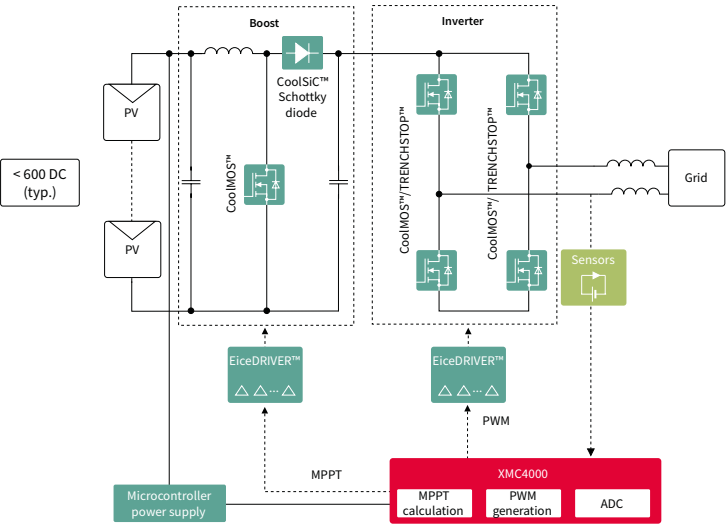 Boost
Inverter
CoolSiC™
Schottky
diode
PV
< 600 DC
(typ.)
CoolMOS™
CoolMOS™/TRENCHSTOP™
CoolMOS™/ TRENCHSTOP™
Grid
PV
Sensors
EiceDRIVER™
...
EiceDRIVER™
...
PWM
MPPT
XMC4000
Microcontroller
power supply
MPPT
calculation
PWM
generation
ADC